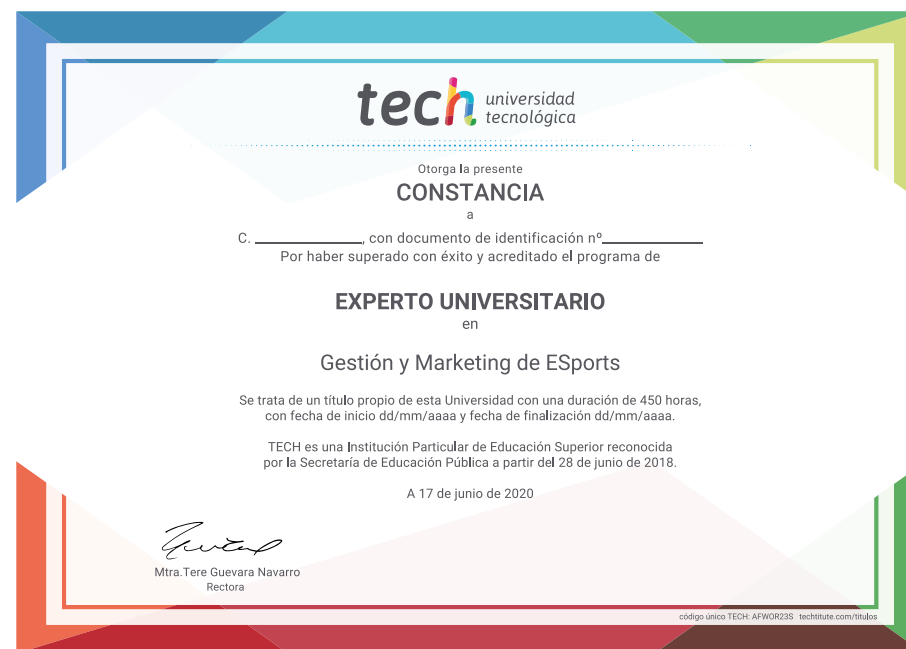 tech universidad
tecnológica
Otorga la presente
CONSTANCIA
a
C. ____________, con documento de identificación nº____________
Por haber superado con éxito y acreditado el programa de
EXPERTO UNIVERSITARIO
en
Gestión y Marketing de ESports
Se trata de un título propio de esta Universidad con una duración de 450 horas,
con fecha de inicio dd/mm/aaaa y fecha de finalización dd/mm/aaaa.
TECH es una Institución Particular de Educación Superior reconocida
por la Secretaría de Educación Pública a partir del 28 de junio de 2018.
A 17 de junio de 2020
Mtra.Tere Guevara Navarro
Rectora
código único TECH: AFWOR23S techtitute.com/titulos